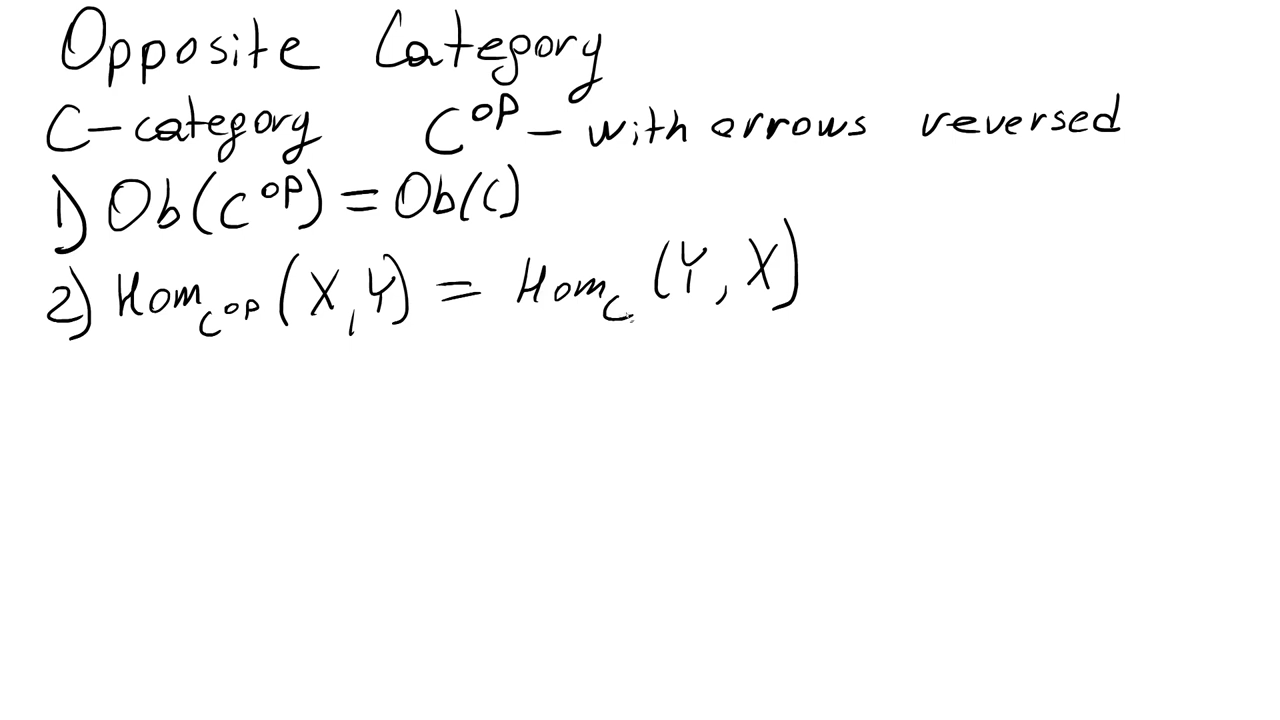 Opposite Category
C-category C^op - with arrows reversed
1) Ob(C^op) = Ob(C)
2) Hom_C^op (X, Y) = Hom_C (Y, X)